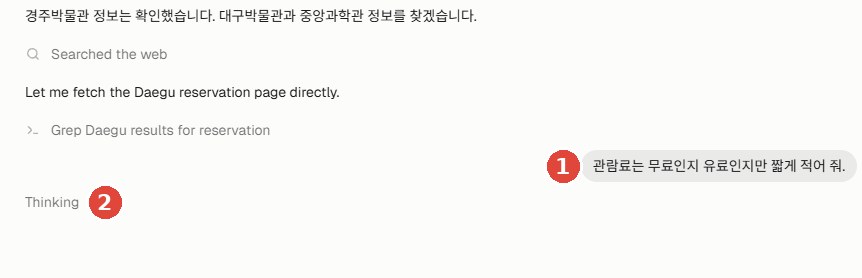 경주박물관 정보는 확인했습니다. 대구박물관과 중앙과학관 정보를 찾겠습니다.
Searched the web
Let me fetch the Daegu reservation page directly.
Grep Daegu results for reservation
1 관람료는 무료인지 유료인지만 짧게 적어 줘.
Thinking 2